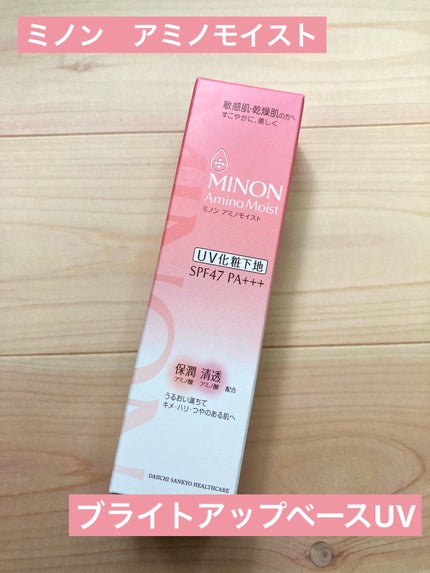 ミノン　アミノモイスト
敏感肌・乾燥肌の方へ
すこやかに、美しく
MINON
Amino Moist
ミノン アミノモイスト
UV化粧下地
SPF47 PA+++
保潤 清透
アミノ酸 アミノ酸 配合
うるおい満ちて
キメ・ハリ・つやのある肌へ
DAIICHI SANKYO HEALTHCARE
MINON
ブライトアップベースUV